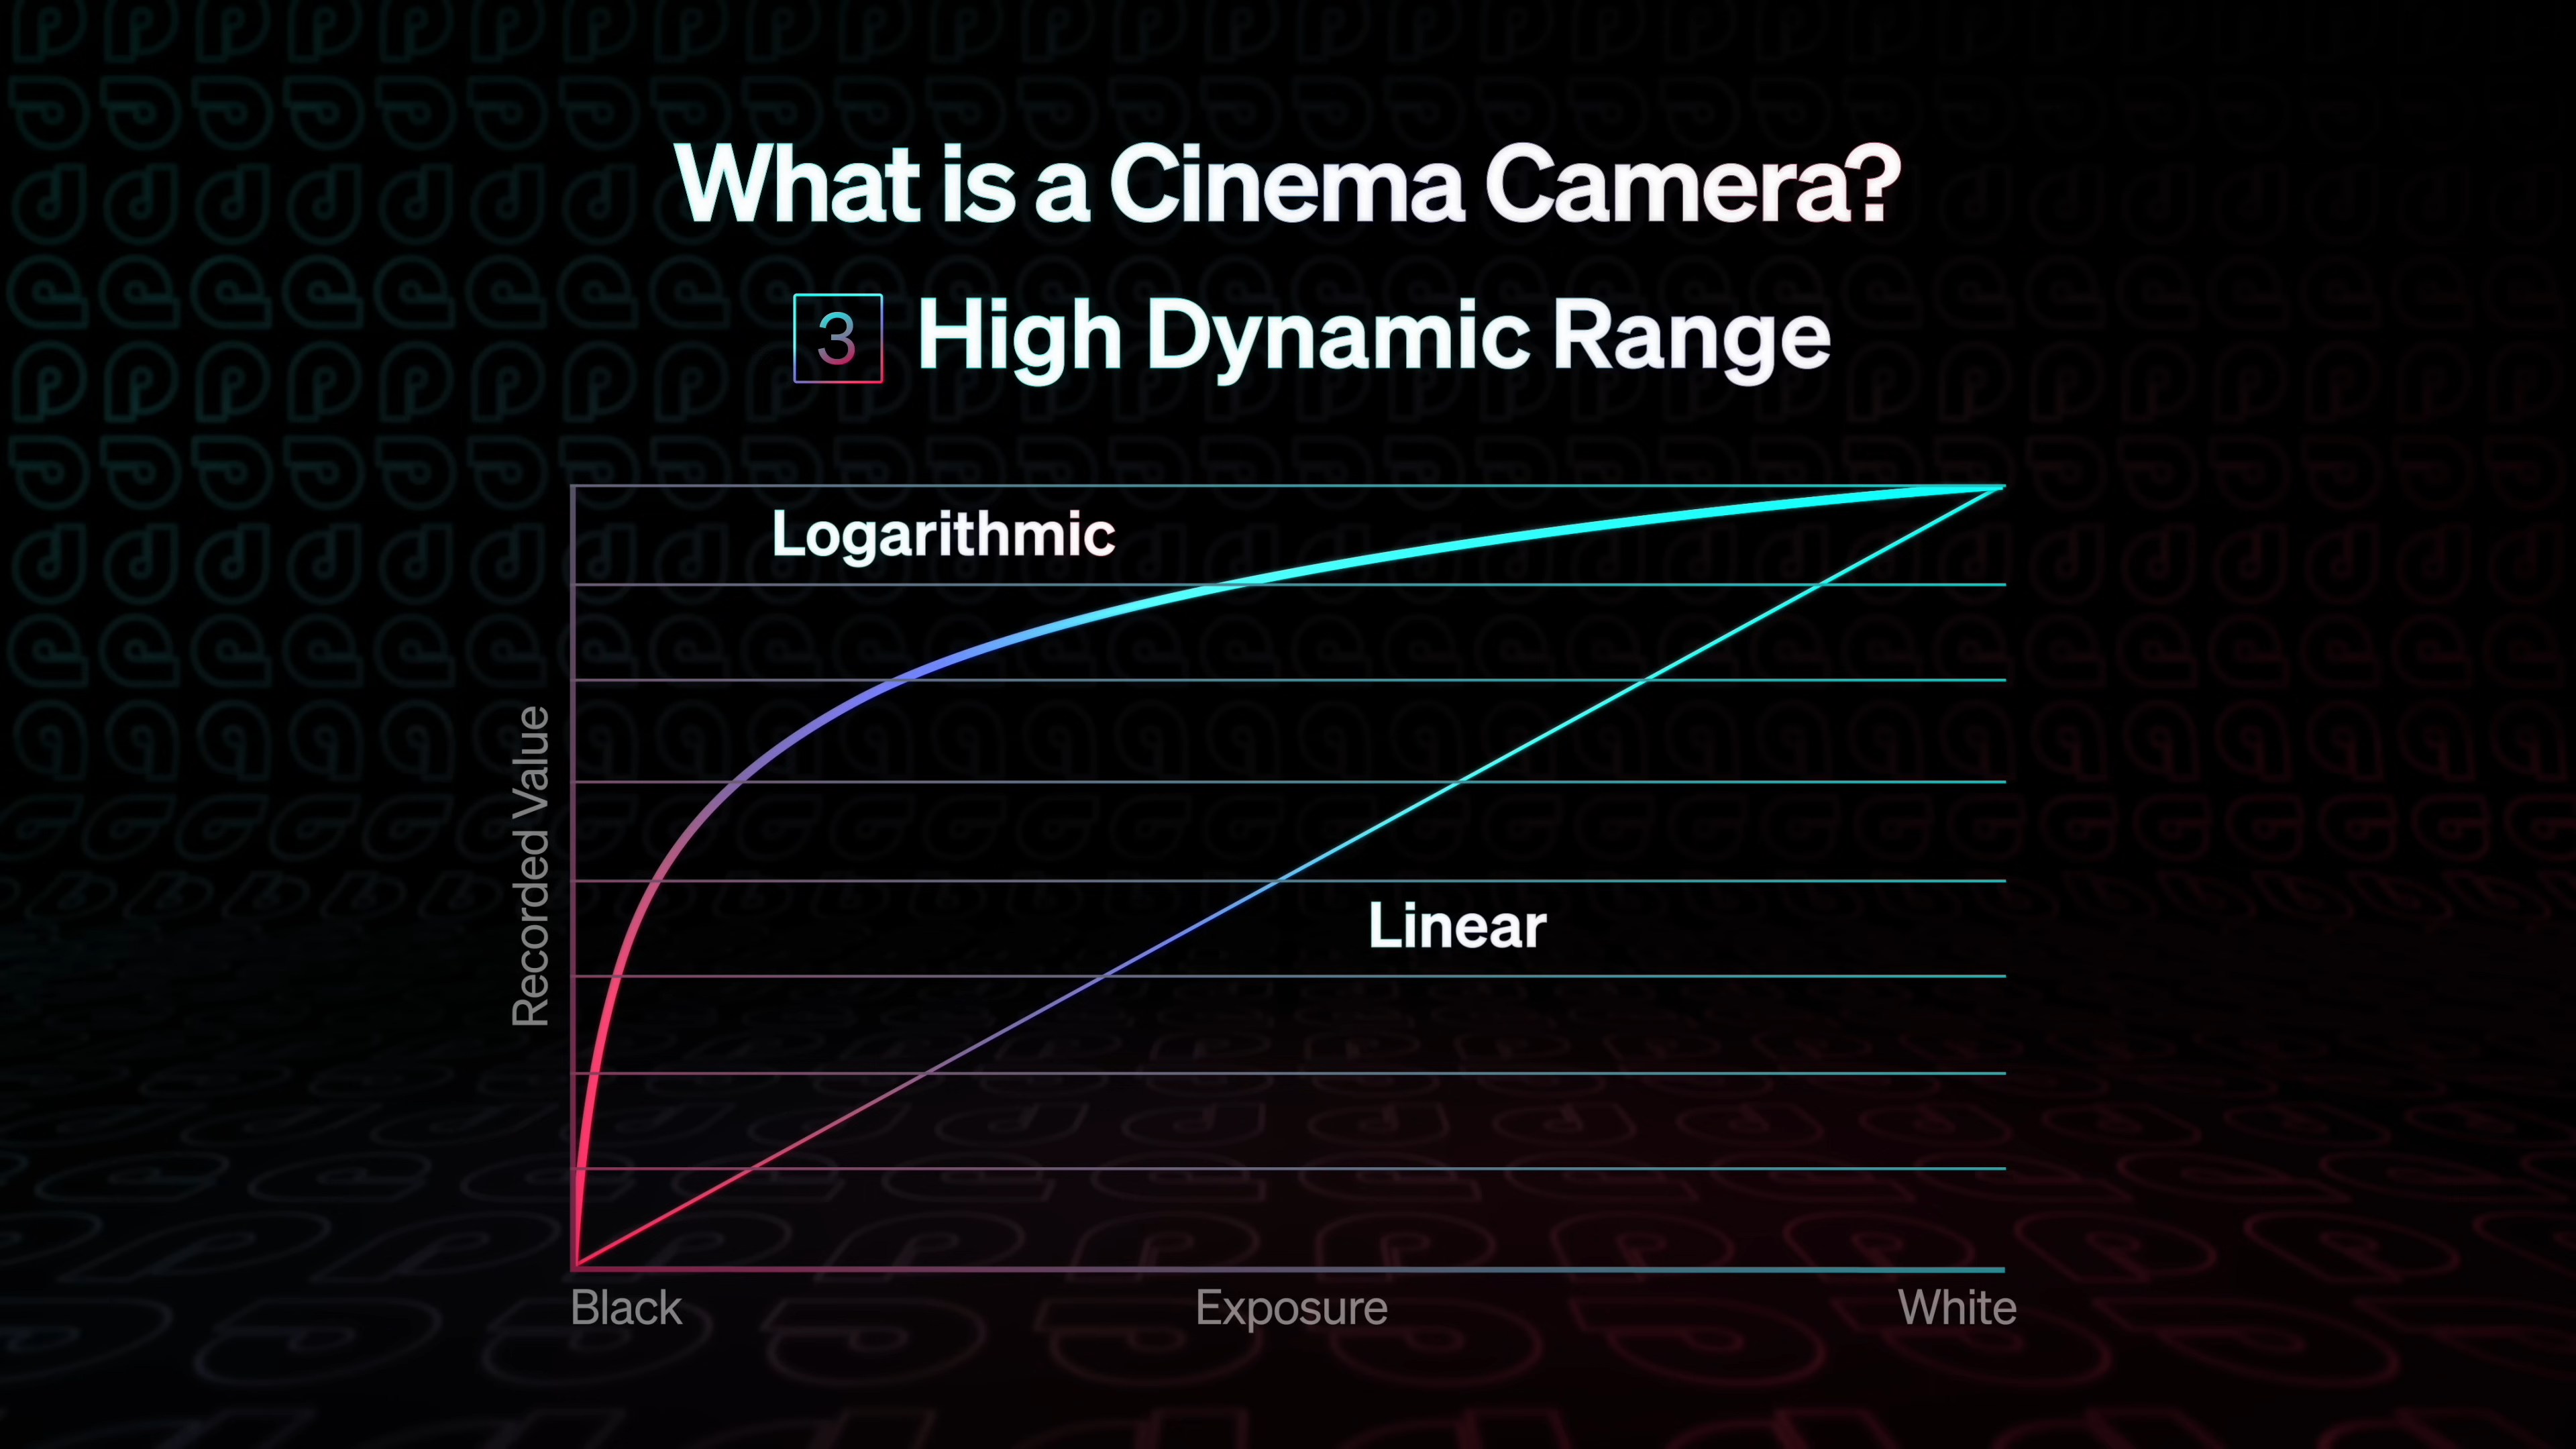 What is a Cinema Camera?
3 High Dynamic Range
Logarithmic
Linear
Recorded Value
Black Exposure White